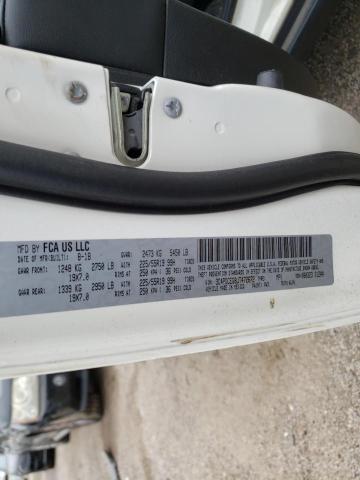 MFD BY FCA US LLC
DATE OF MFR(BUILT): 8-18 GVWR: 2473 KG 5450 LB
GAWR FRONT: 1248 KG 2750 LB WITH 225/55R19 99H TIRES
19X7.0 RIMS AT 250 KPA/ 36 PSI COLD
GAWR REAR: 1339 KG 2950 LB WITH 225/55R19 99H TIRES
19X7.0 RIMS AT 250 KPA/ 36 PSI COLD
THIS VEHICLE CONFORMS TO ALL APPLICABLE U.S.A. FEDERAL MOTOR VEHICLE SAFETY AND
THEFT PREVENTION STANDARDS IN EFFECT ON THE DATE OF MANUFACTURE SHOWN ABOVE.
VIN: TYPE: MPV
MADE IN MEXICO PAINT: